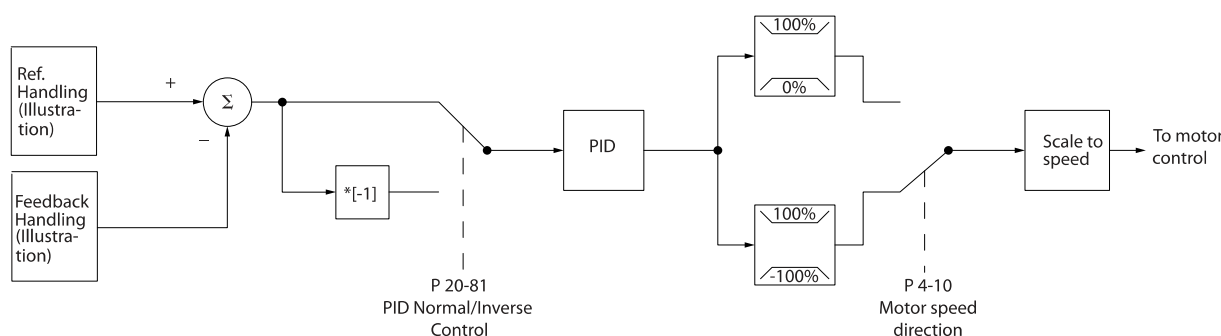 Ref.
Handling
(Illustra-
tion)
+
Σ
–
Feedback
Handling
(Illustra-
tion)
*[-1]
P 20-81
PID Normal/Inverse
Control
PID
100%
0%
100%
-100%
P 4-10
Motor speed
direction
Scale to
speed
To motor
control